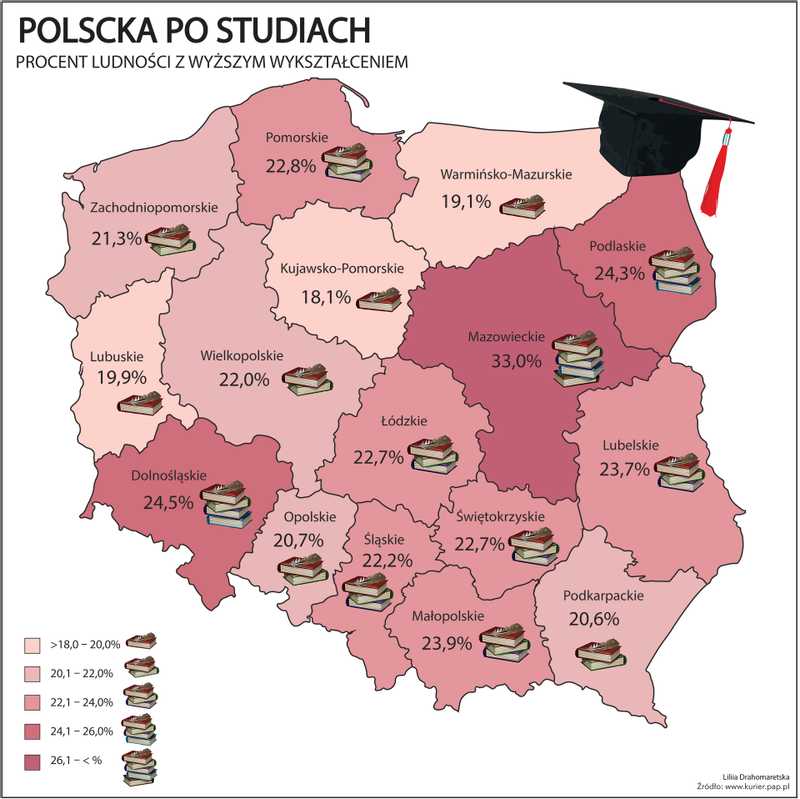 POLSCKA PO STUDIACH
PROCENT LUDNOŚCI Z WYŻSZYM WYKSZTAŁCENIEM
Pomorskie
22,8%
Warmińsko-Mazurskie
19,1%
Zachodniopomorskie
21,3%
Podlaskie
24,3%
Kujawsko-Pomorskie
18,1%
Mazowieckie
33,0%
Lubuskie
19,9%
Wielkopolskie
22,0%
Łódzkie
22,7%
Lubelskie
23,7%
Dolnośląskie
24,5%
Opolskie
20,7%
Śląskie
22,2%
Świętokrzyskie
22,7%
Małopolskie
23,9%
Podkarpackie
20,6%
>18,0 – 20,0%
20,1 – 22,0%
22,1 – 24,0%
24,1 – 26,0%
26,1 – < %
Liliia Drahomaretska
Źródło: www.kurier.pap.pl